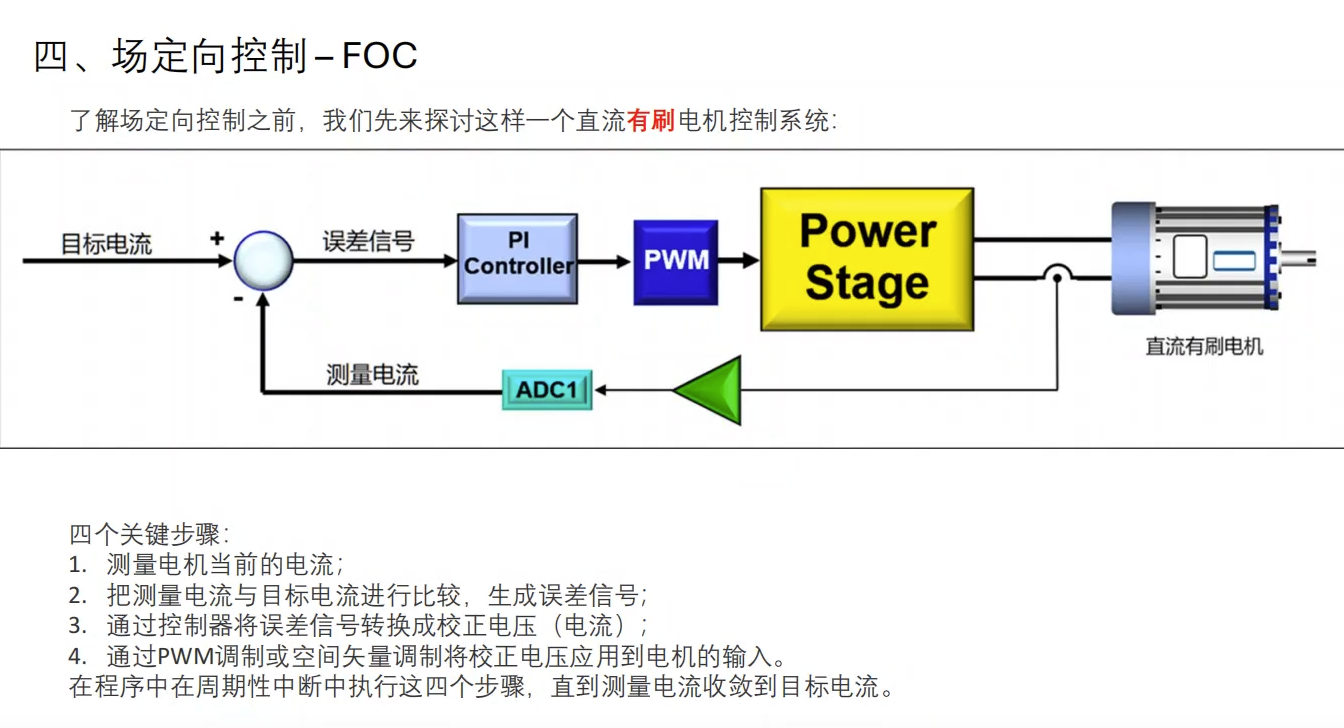 四、场定向控制 – FOC
了解场定向控制之前，我们先来探讨这样一个直流有刷电机控制系统：
目标电流
+
-
误差信号
PI
Controller
PWM
Power
Stage
直流有刷电机
测量电流
ADC1
四个关键步骤：
1. 测量电机当前的电流；
2. 把测量电流与目标电流进行比较，生成误差信号；
3. 通过控制器将误差信号转换成校正电压（电流）；
4. 通过PWM调制或空间矢量调制将校正电压应用到电机的输入。
在程序中在周期性中断中执行这四个步骤，直到测量电流收敛到目标电流。